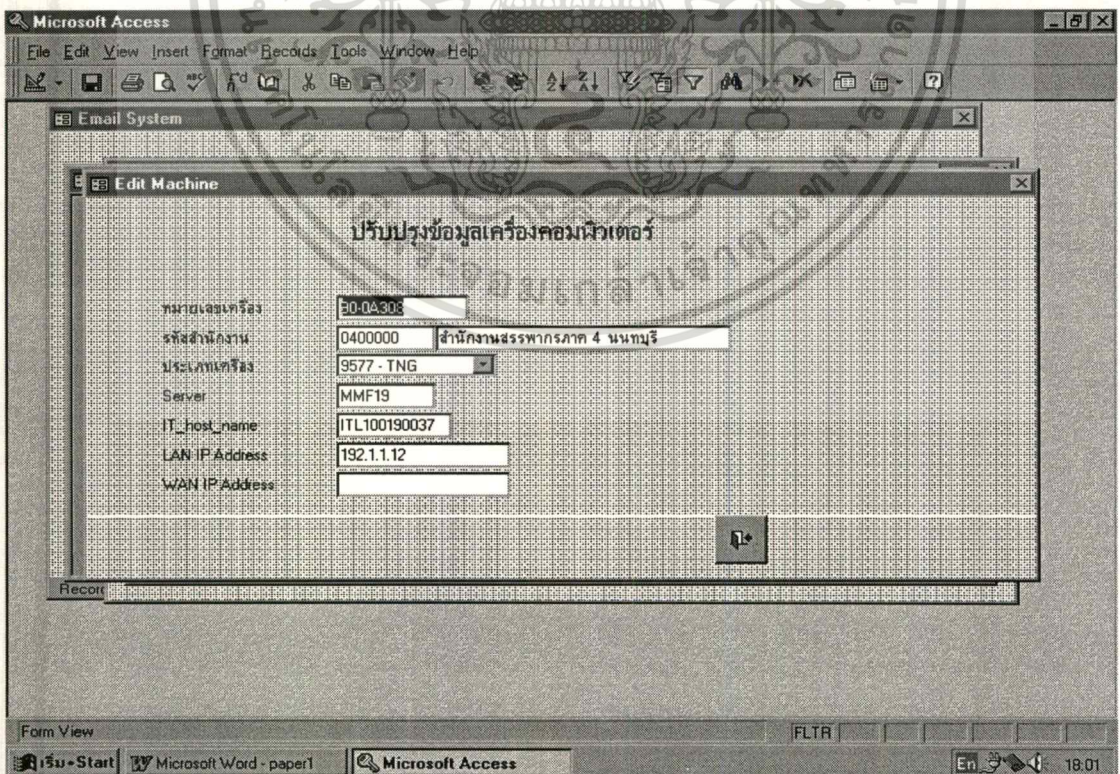 Microsoft Access
File Edit View Insert Format Records Tools Window Help
Email System
Edit Machine
ปรับปรุงข้อมูลเครื่องคอมพิวเตอร์
หมายเลขเครื่อง B0-0A308
รหัสสำนักงาน 0400000 สำนักงานสรรพากรภาค 4 นนทบุรี
ประเภทเครื่อง 9577 - TNG
Server MMF19
IT_host_name ITL100190037
LAN IP Address 192.1.1.12
WAN IP Address
Record
Form View FLTR
เริ่ม-Start Microsoft Word - paper1 Microsoft Access En 18:01